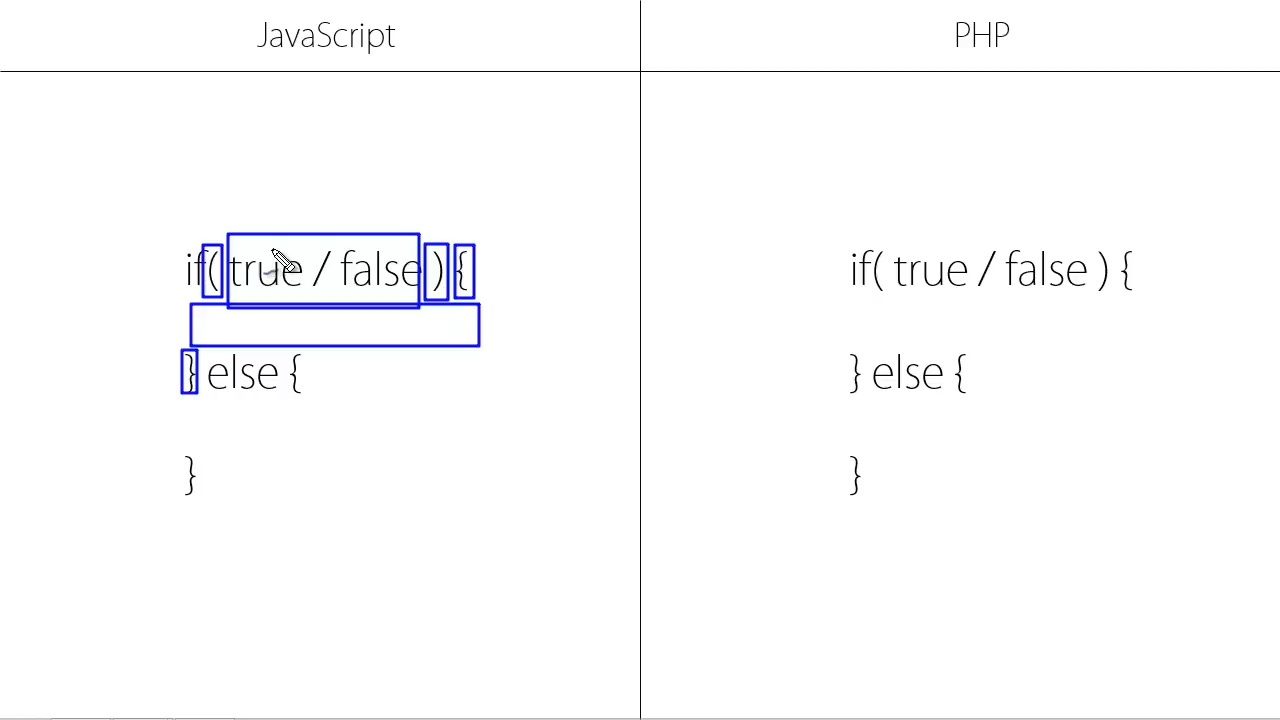 JavaScript
PHP
if( true / false ) {
} else {
}
if( true / false ) {
} else {
}